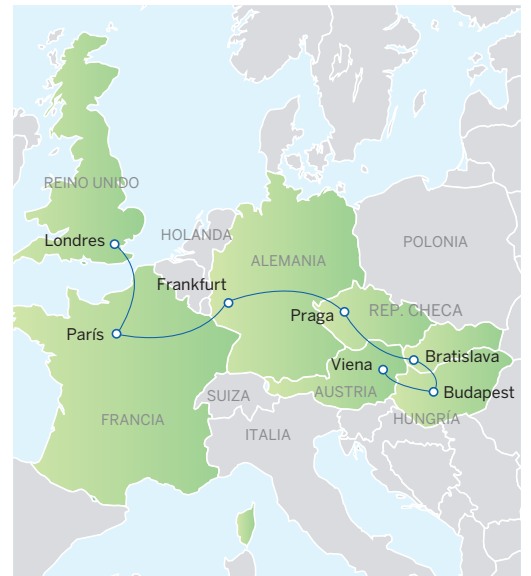 REINO UNIDO
Londres
HOLANDA
POLONIA
ALEMANIA
Frankfurt
REP. CHECA
Praga
París
Bratislava
Viena
Budapest
SUIZA
AUSTRIA
HUNGRÍA
FRANCIA
ITALIA